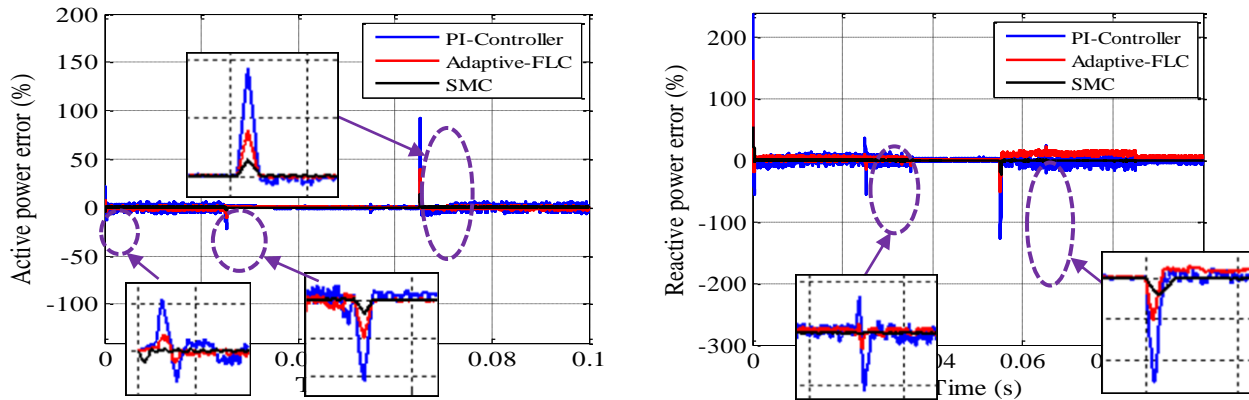 Active power error (%)
200
150
100
50
0
-50
-100
PI-Controller
Adaptive-FLC
SMC
0
0.08
0.1
Reactive power error (%)
200
100
0
-100
-200
-300
PI-Controller
Adaptive-FLC
SMC
0
0.04
0.06
Time (s)